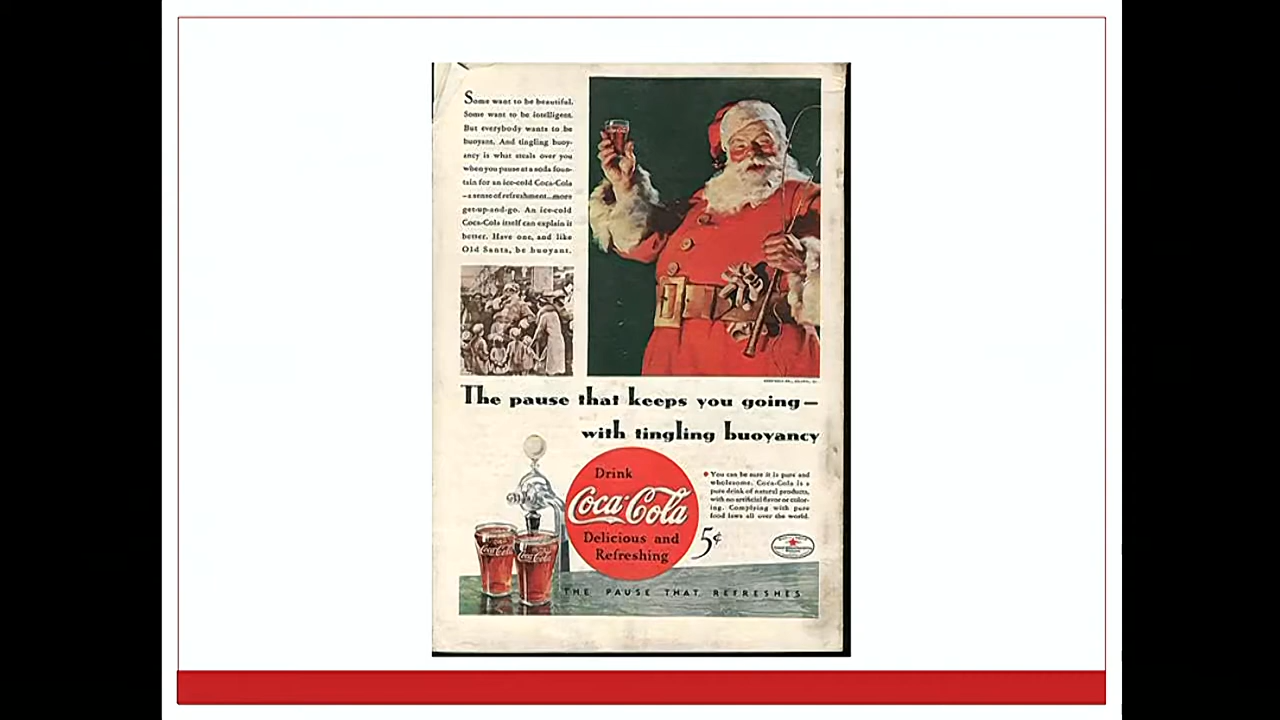 Some want to be beautiful.
Some want to be intelligent.
But everybody wants to be
buoyant. And tingling buoy-
ancy is what steals over you
when you pause at a soda foun-
tain for an ice-cold Coca-Cola
–a sense of refreshment...more
get-up-and-go. An ice-cold
Coca-Cola itself can explain it
better. Have one, and like
Old Santa, be buoyant.
The pause that keeps you going—
with tingling buoyancy
Drink
Coca-Cola
Delicious and
Refreshing
You can be sure it is pure and
wholesome. Coca-Cola is a
pure drink of natural products,
with no artificial flavor or color-
ing. Complying with pure
food laws all over the world.
5¢
Coca-Cola
Coca-Cola
THE PAUSE THAT REFRESHES